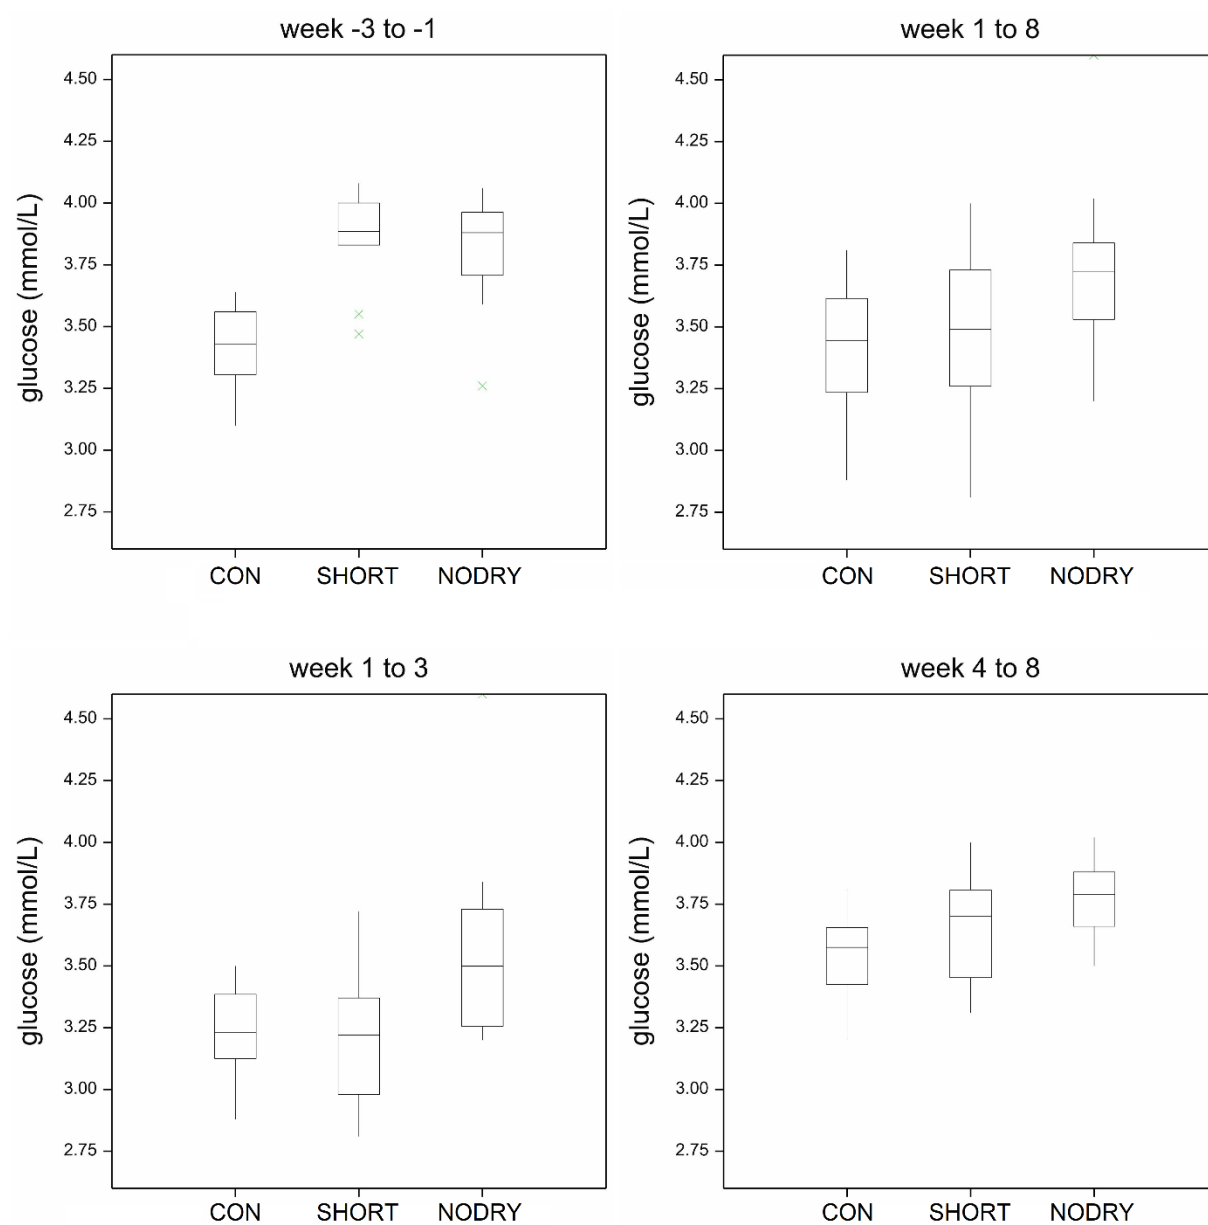 week -3 to -1
glucose (mmol/L)
4.50
4.25
4.00
3.75
3.50
3.25
3.00
2.75
CON SHORT NODRY
week 1 to 8
glucose (mmol/L)
4.50
4.25
4.00
3.75
3.50
3.25
3.00
2.75
CON SHORT NODRY
week 1 to 3
glucose (mmol/L)
4.50
4.25
4.00
3.75
3.50
3.25
3.00
2.75
CON SHORT NODRY
week 4 to 8
glucose (mmol/L)
4.50
4.25
4.00
3.75
3.50
3.25
3.00
2.75
CON SHORT NODRY